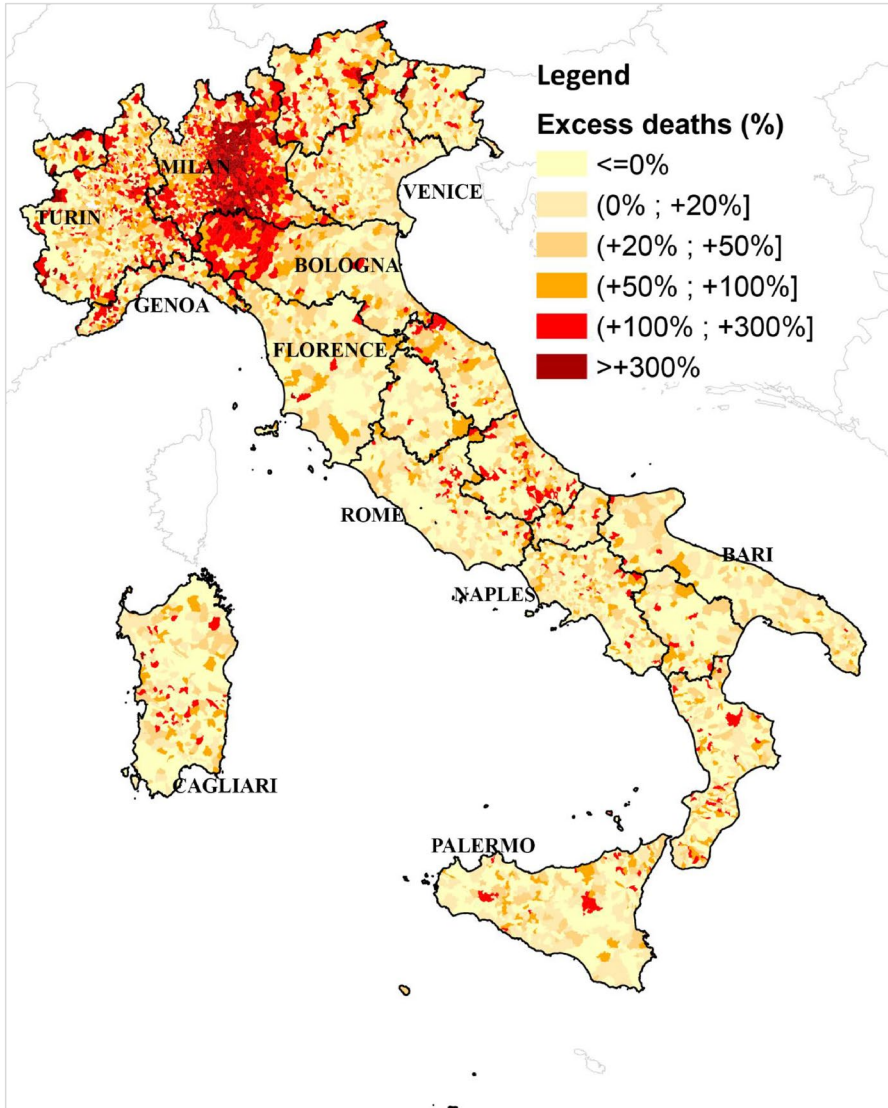 Legend
Excess deaths (%)
<=0%
(0% ; +20%]
(+20% ; +50%]
(+50% ; +100%]
(+100% ; +300%]
>+300%
MILAN
VENICE
TURIN
BOLOGNA
GENOA
FLORENCE
ROME
BARI
NAPLES
CAGLIARI
PALERMO